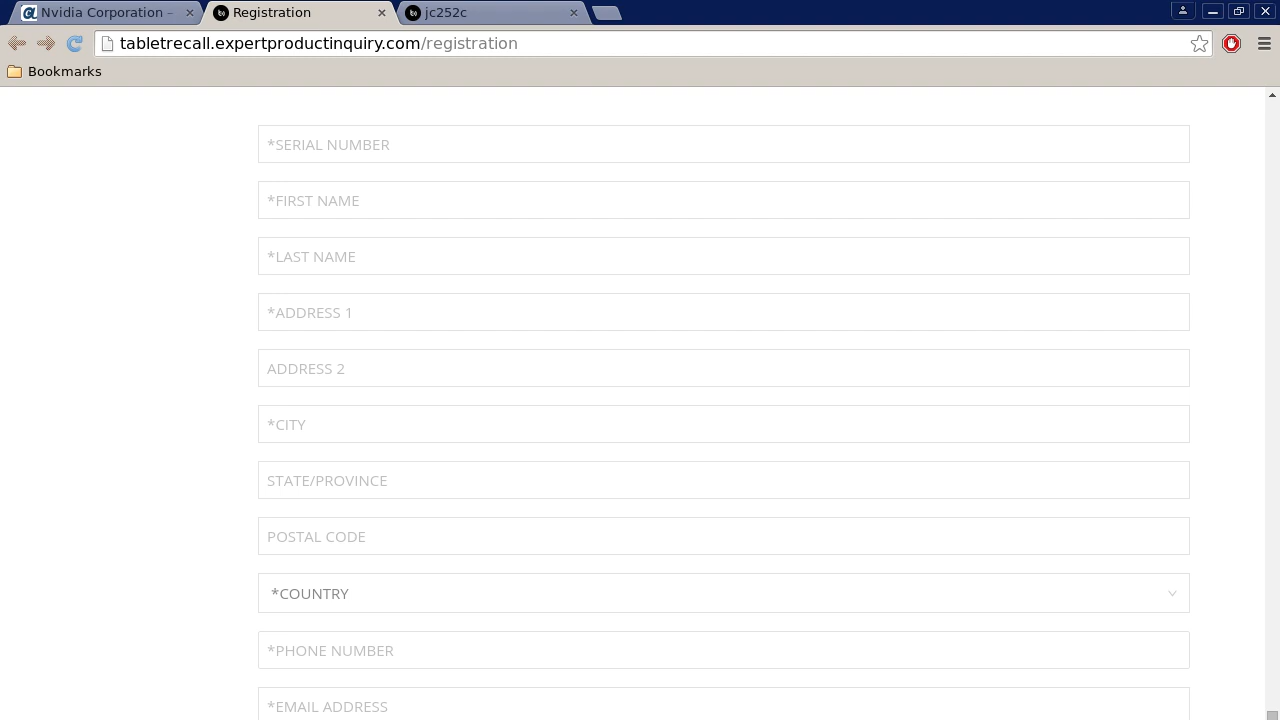 Nvidia Corporation –
Registration
jc252c
tabletrecall.expertproductinquiry.com/registration
Bookmarks
*SERIAL NUMBER
*FIRST NAME
*LAST NAME
*ADDRESS 1
ADDRESS 2
*CITY
STATE/PROVINCE
POSTAL CODE
*COUNTRY
*PHONE NUMBER
*EMAIL ADDRESS